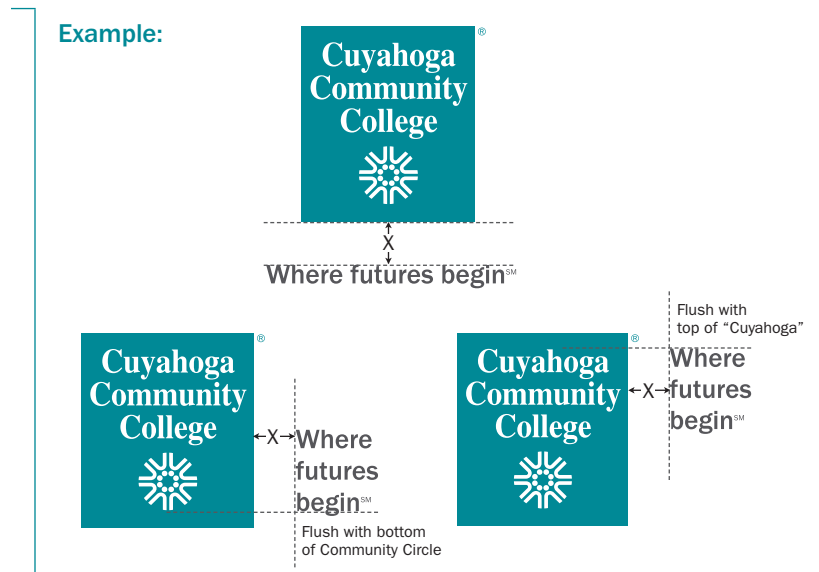 Example:
Cuyahoga
Community
College
®
X
Where futures begin℠
Cuyahoga
Community
College
®
X
Where
futures
begin℠
Flush with bottom
of Community Circle
Cuyahoga
Community
College
®
X
Flush with
top of “Cuyahoga”
Where
futures
begin℠